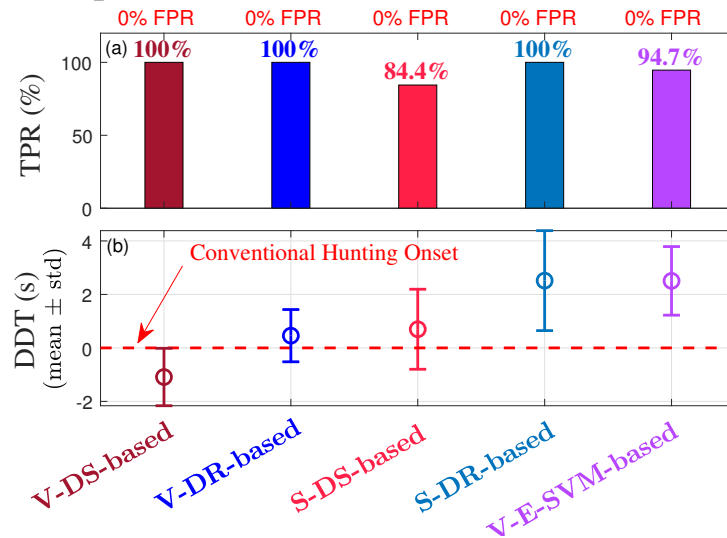 0% FPR 0% FPR 0% FPR 0% FPR 0% FPR
(a) 100% 100% 84.4% 100% 94.7%
100
50
0
TPR (%)
(b)
Conventional Hunting Onset
4
2
0
-2
DDT (s)
(mean ± std)
V-DS-based
V-DR-based
S-DS-based
S-DR-based
V-E-SVM-based